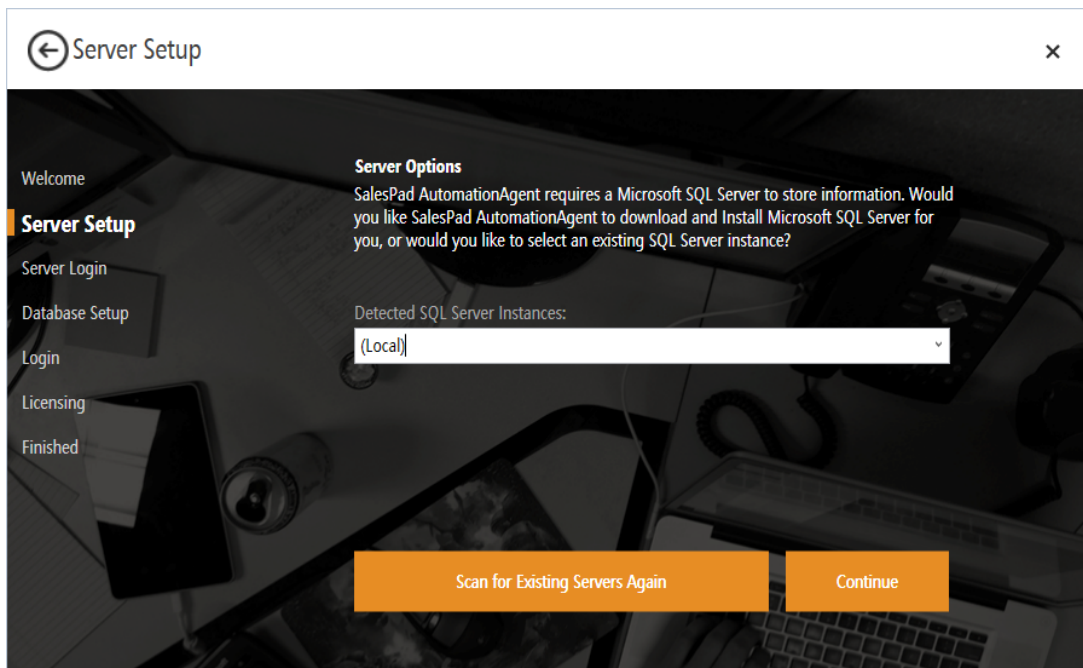 Server Setup
Welcome
Server Setup
Server Login
Database Setup
Login
Licensing
Finished
Server Options
SalesPad AutomationAgent requires a Microsoft SQL Server to store information. Would
you like SalesPad AutomationAgent to download and Install Microsoft SQL Server for
you, or would you like to select an existing SQL Server instance?
Detected SQL Server Instances:
(Local)
Scan for Existing Servers Again
Continue